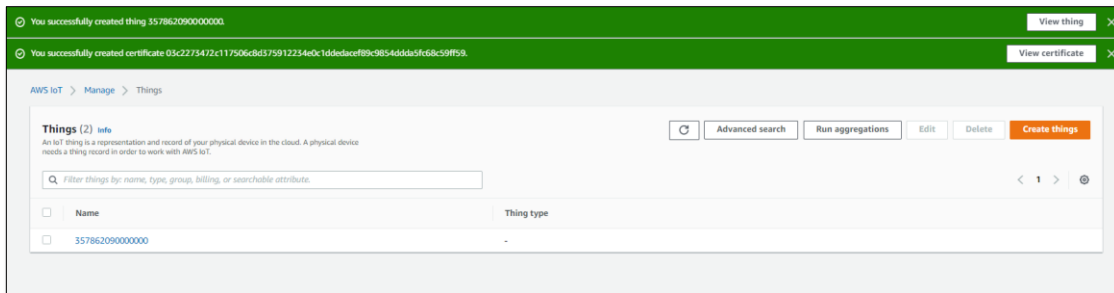 You successfully created thing 357862090000000.
View thing
You successfully created certificate 03c2273472c117506c8d375912234e0c1ddedacef89c9854ddda5fc68c59ff59.
View certificate
AWS IoT > Manage > Things
Things (2) Info
An IoT thing is a representation and record of your physical device in the cloud. A physical device
needs a thing record in order to work with AWS IoT.
Advanced search
Run aggregations
Edit
Delete
Create things
Filter things by: name, type, group, billing, or searchable attribute.
< 1 >
Name
Thing type
357862090000000
-